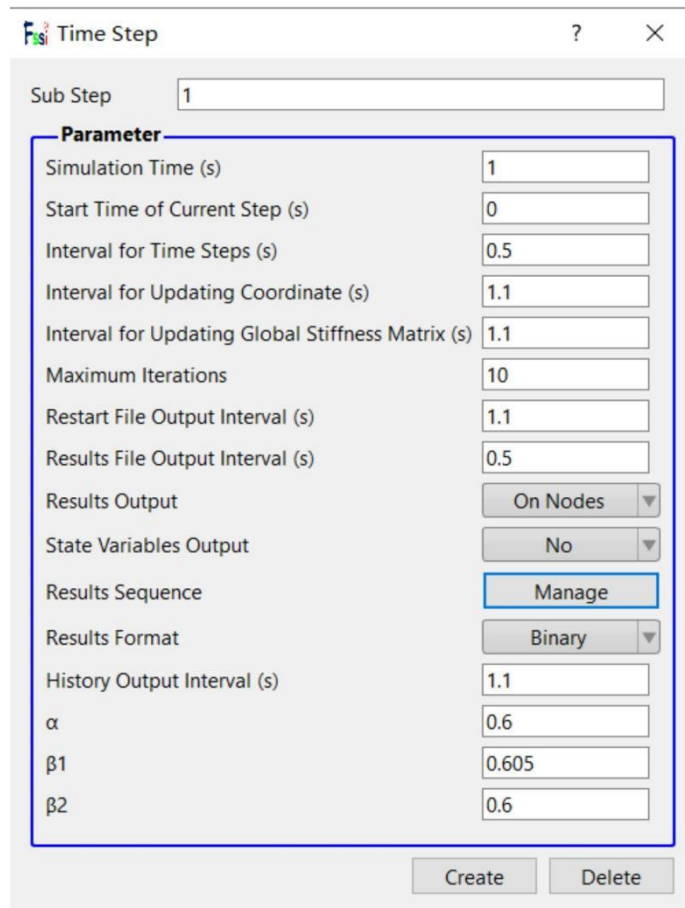 Fssi Time Step ? ×
Sub Step 1
Parameter
Simulation Time (s) 1
Start Time of Current Step (s) 0
Interval for Time Steps (s) 0.5
Interval for Updating Coordinate (s) 1.1
Interval for Updating Global Stiffness Matrix (s) 1.1
Maximum Iterations 10
Restart File Output Interval (s) 1.1
Results File Output Interval (s) 0.5
Results Output On Nodes
State Variables Output No
Results Sequence Manage
Results Format Binary
History Output Interval (s) 1.1
α 0.6
β1 0.605
β2 0.6
Create Delete